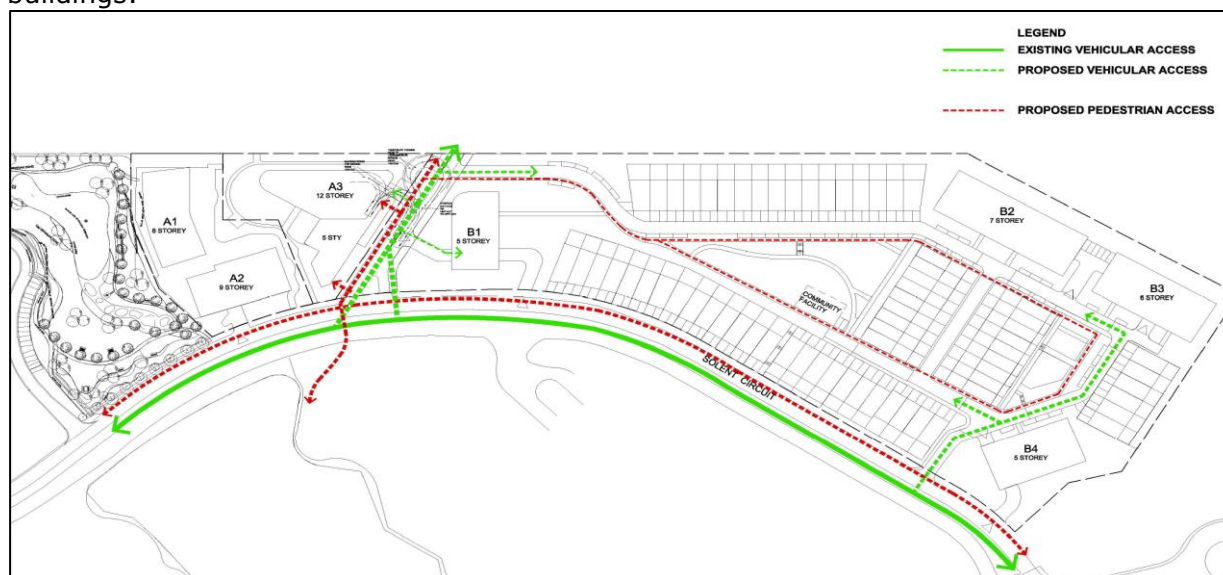 buildings.
LEGEND
EXISTING VEHICULAR ACCESS
PROPOSED VEHICULAR ACCESS
PROPOSED PEDESTRIAN ACCESS
A1
8 STOREY
A2
9 STOREY
A3
12 STOREY
5 STY
B1
5 STOREY
B2
7 STOREY
B3
6 STOREY
COMMUNITY
FACILITY
SOLENT CIRCUIT
B4
5 STOREY